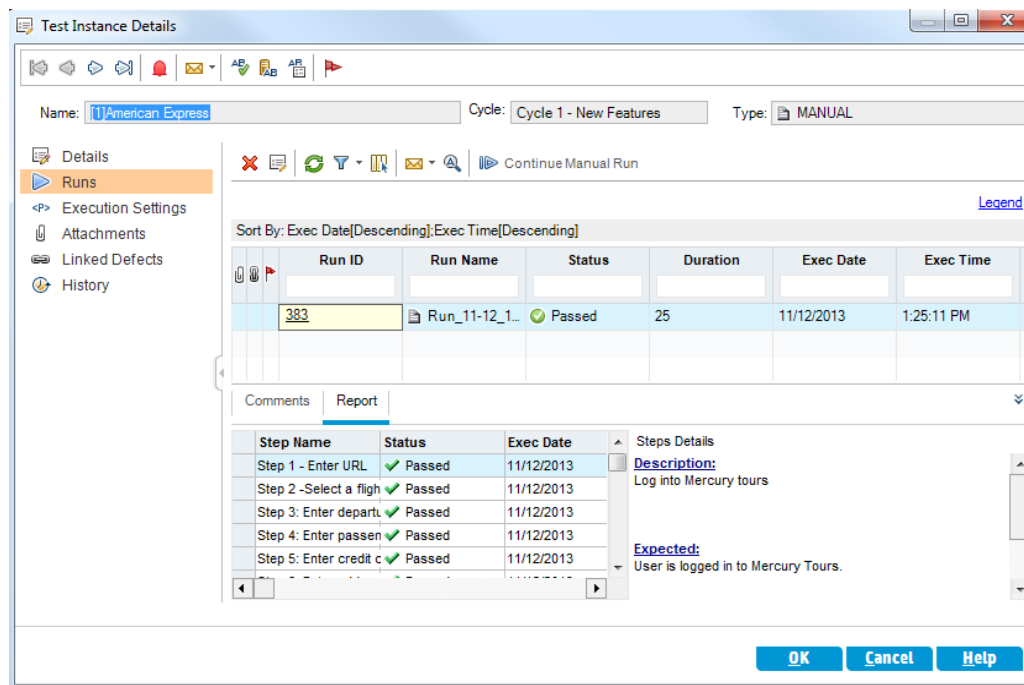 Test Instance Details
Name: [1]American Express Cycle: Cycle 1 - New Features Type: MANUAL
Details
Runs
Execution Settings
Attachments
Linked Defects
History
Continue Manual Run
Legend
Sort By: Exec Date[Descending];Exec Time[Descending]
Run ID Run Name Status Duration Exec Date Exec Time
383 Run_11-12_1... Passed 25 11/12/2013 1:25:11 PM
Comments Report
Step Name Status Exec Date
Step 1 - Enter URL Passed 11/12/2013
Step 2 -Select a fligh Passed 11/12/2013
Step 3: Enter departu Passed 11/12/2013
Step 4: Enter passen Passed 11/12/2013
Step 5: Enter credit c Passed 11/12/2013
Steps Details
Description:
Log into Mercury tours
Expected:
User is logged in to Mercury Tours.
OK Cancel Help